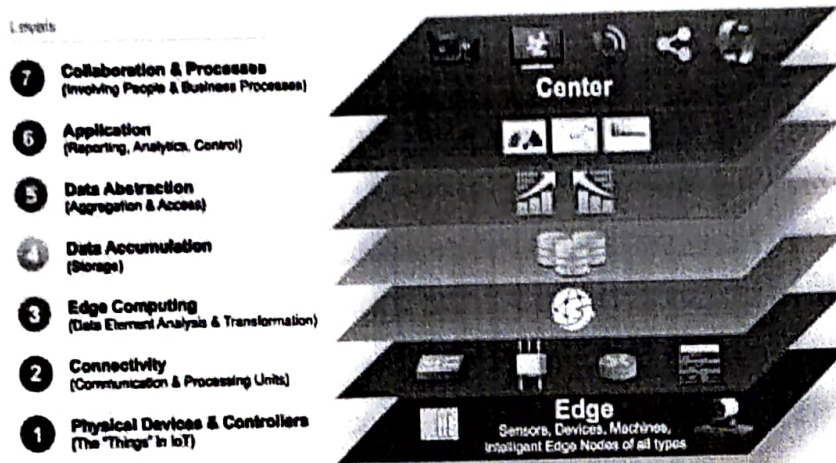 Levels
7 Collaboration & Processes
(Involving People & Business Processes)
6 Application
(Reporting, Analytics, Control)
5 Data Abstraction
(Aggregation & Access)
4 Data Accumulation
(Storage)
3 Edge Computing
(Data Element Analysis & Transformation)
2 Connectivity
(Communication & Processing Units)
1 Physical Devices & Controllers
(The "Things" in IoT)
Center
Edge
Sensors, Devices, Machines,
Intelligent Edge Nodes of all types